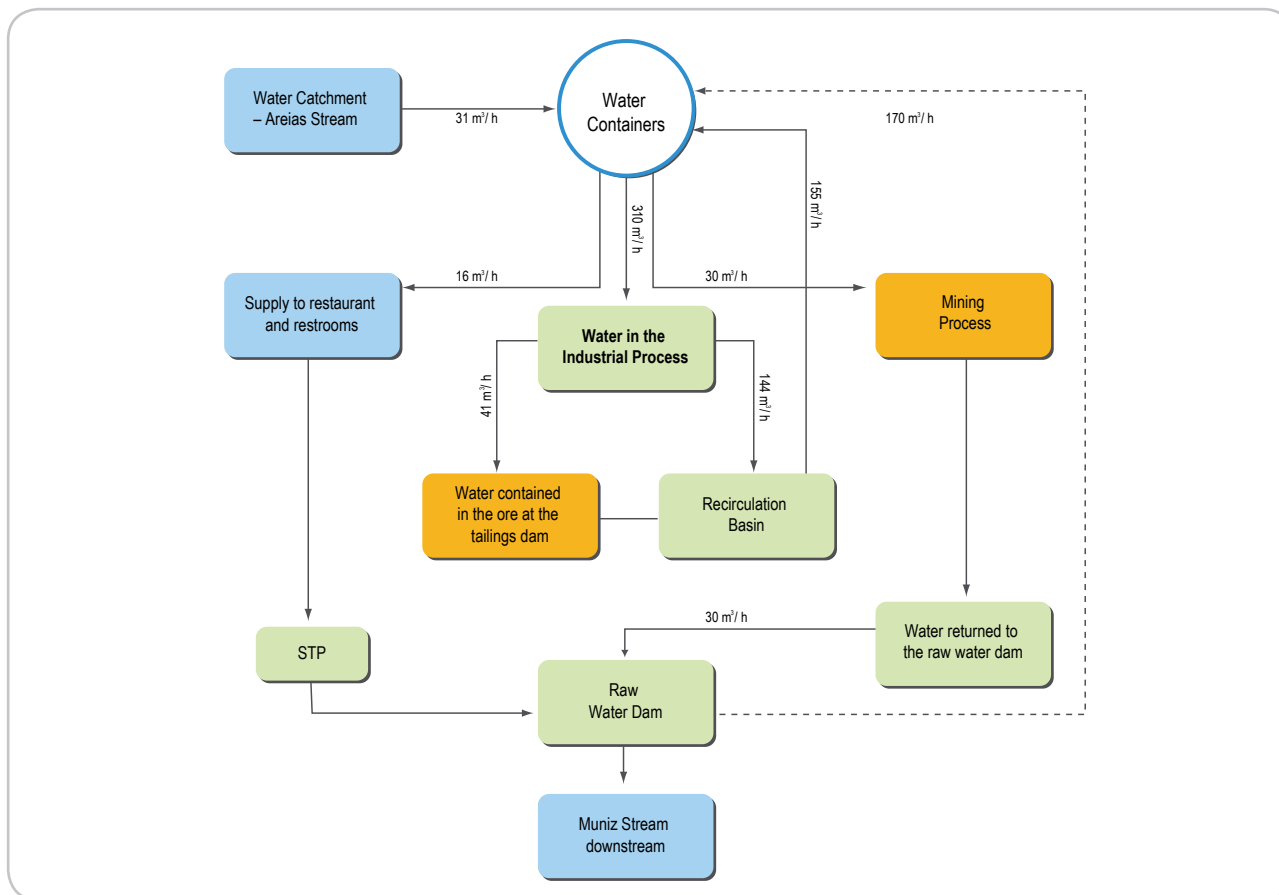 Water Catchment
– Areias Stream
31 m³/ h
Water
Containers
170 m³/ h
155 m³/ h
310 m³/ h
16 m³/ h
30 m³/ h
Supply to restaurant
and restrooms
Mining
Process
Water in the
Industrial Process
41 m³/ h
144 m³/ h
Water contained
in the ore at the
tailings dam
Recirculation
Basin
30 m³/ h
Water returned to
the raw water dam
STP
Raw
Water Dam
Muniz Stream
downstream